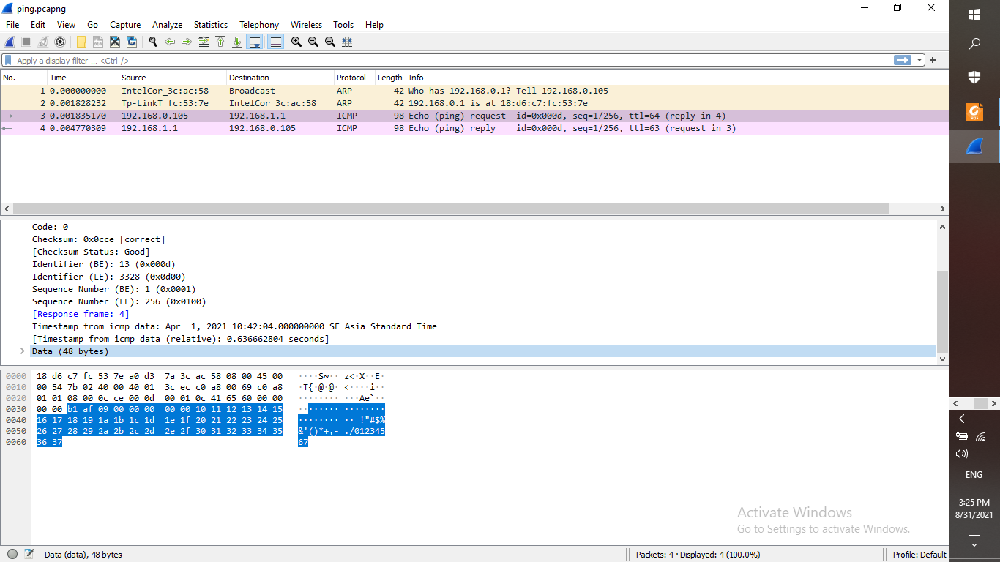 ping.pcapng
File Edit View Go Capture Analyze Statistics Telephony Wireless Tools Help
Apply a display filter ... <Ctrl-/>
No. Time Source Destination Protocol Length Info
1 0.000000000 IntelCor_3c:ac:58 Broadcast ARP 42 Who has 192.168.0.1? Tell 192.168.0.105
2 0.001828232 Tp-LinkT_fc:53:7e IntelCor_3c:ac:58 ARP 42 192.168.0.1 is at 18:d6:c7:fc:53:7e
3 0.001835170 192.168.0.105 192.168.1.1 ICMP 98 Echo (ping) request id=0x000d, seq=1/256, ttl=64 (reply in 4)
4 0.004770309 192.168.1.1 192.168.0.105 ICMP 98 Echo (ping) reply id=0x000d, seq=1/256, ttl=63 (request in 3)
Code: 0
Checksum: 0x0cce [correct]
[Checksum Status: Good]
Identifier (BE): 13 (0x000d)
Identifier (LE): 3328 (0x0d00)
Sequence Number (BE): 1 (0x0001)
Sequence Number (LE): 256 (0x0100)
[Response frame: 4]
Timestamp from icmp data: Apr  1, 2021 10:42:04.000000000 SE Asia Standard Time
[Timestamp from icmp data (relative): 0.636662804 seconds]
Data (48 bytes)
0000 18 d6 c7 fc 53 7e a0 d3 7a 3c ac 58 08 00 45 00 ····S~·· z<·X··E·
0010 00 54 7b 02 40 00 40 01 3c ec c0 a8 00 69 c0 a8 ·T{·@·@· <····i··
0020 01 01 08 00 0c ce 00 0d 00 01 0c 41 65 60 00 00 ········ ···Ae`··
0030 00 00 b1 af 09 00 00 00 00 00 10 11 12 13 14 15 ········ ········
0040 16 17 18 19 1a 1b 1c 1d 1e 1f 20 21 22 23 24 25 ········ ·· !"#$%
0050 26 27 28 29 2a 2b 2c 2d 2e 2f 30 31 32 33 34 35 &'()*+,- ./012345
0060 36 37 67
Activate Windows
Go to Settings to activate Windows.
Data (data), 48 bytes Packets: 4 · Displayed: 4 (100.0%) Profile: Default
PDF
ENG
3:25 PM
8/31/2021